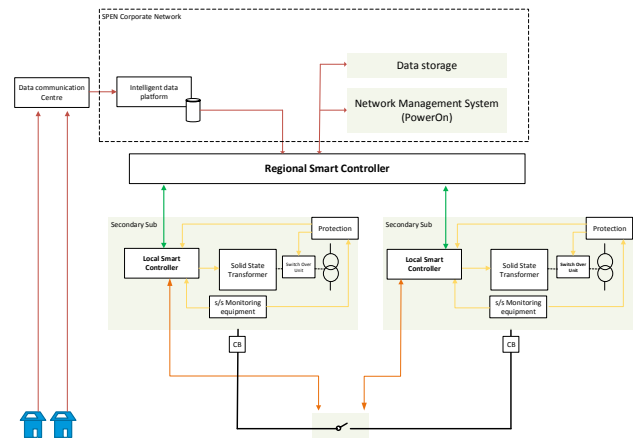 SPEN Corporate Network
Data communication
Centre
Intelligent data
platform
Data storage
Network Management System
(PowerOn)
Regional Smart Controller
Secondary Sub
Protection
Local Smart
Controller
Solid State
Transformer
Switch Over
Unit
s/s Monitoring
equipment
CB
Secondary Sub
Protection
Local Smart
Controller
Solid State
Transformer
Switch Over
Unit
s/s Monitoring
equipment
CB